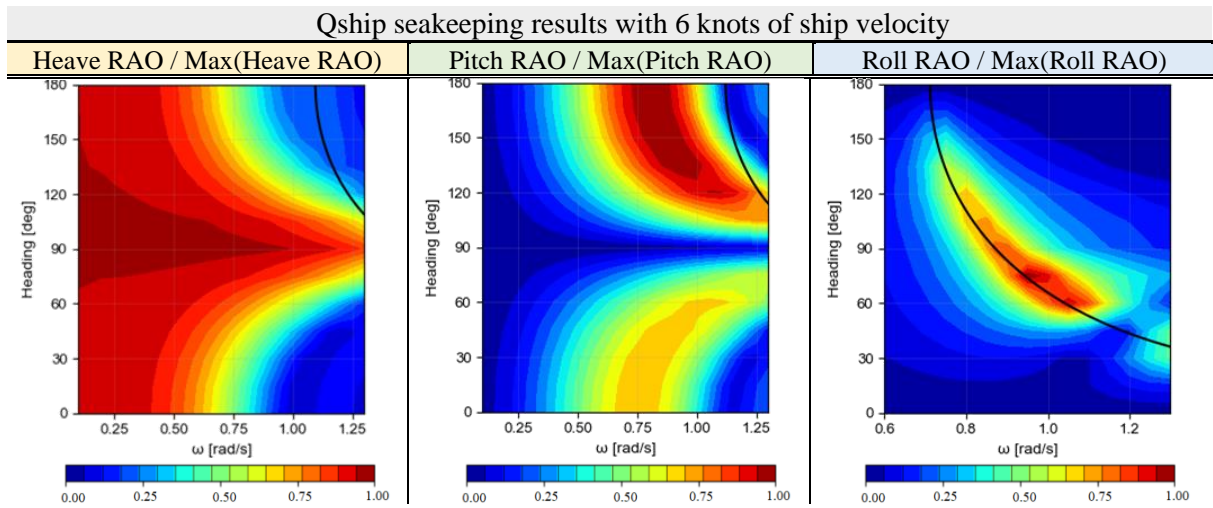 Qship seakeeping results with 6 knots of ship velocity
Heave RAO / Max(Heave RAO)
Pitch RAO / Max(Pitch RAO)
Roll RAO / Max(Roll RAO)
180
150
120
90
60
30
0
Heading [deg]
0.25 0.50 0.75 1.00 1.25
ω [rad/s]
0.00 0.25 0.50 0.75 1.00
180
150
120
90
60
30
0
Heading [deg]
0.25 0.50 0.75 1.00 1.25
ω [rad/s]
0.00 0.25 0.50 0.75 1.00
180
150
120
90
60
30
0
Heading [deg]
0.6 0.8 1.0 1.2
ω [rad/s]
0.00 0.25 0.50 0.75 1.00